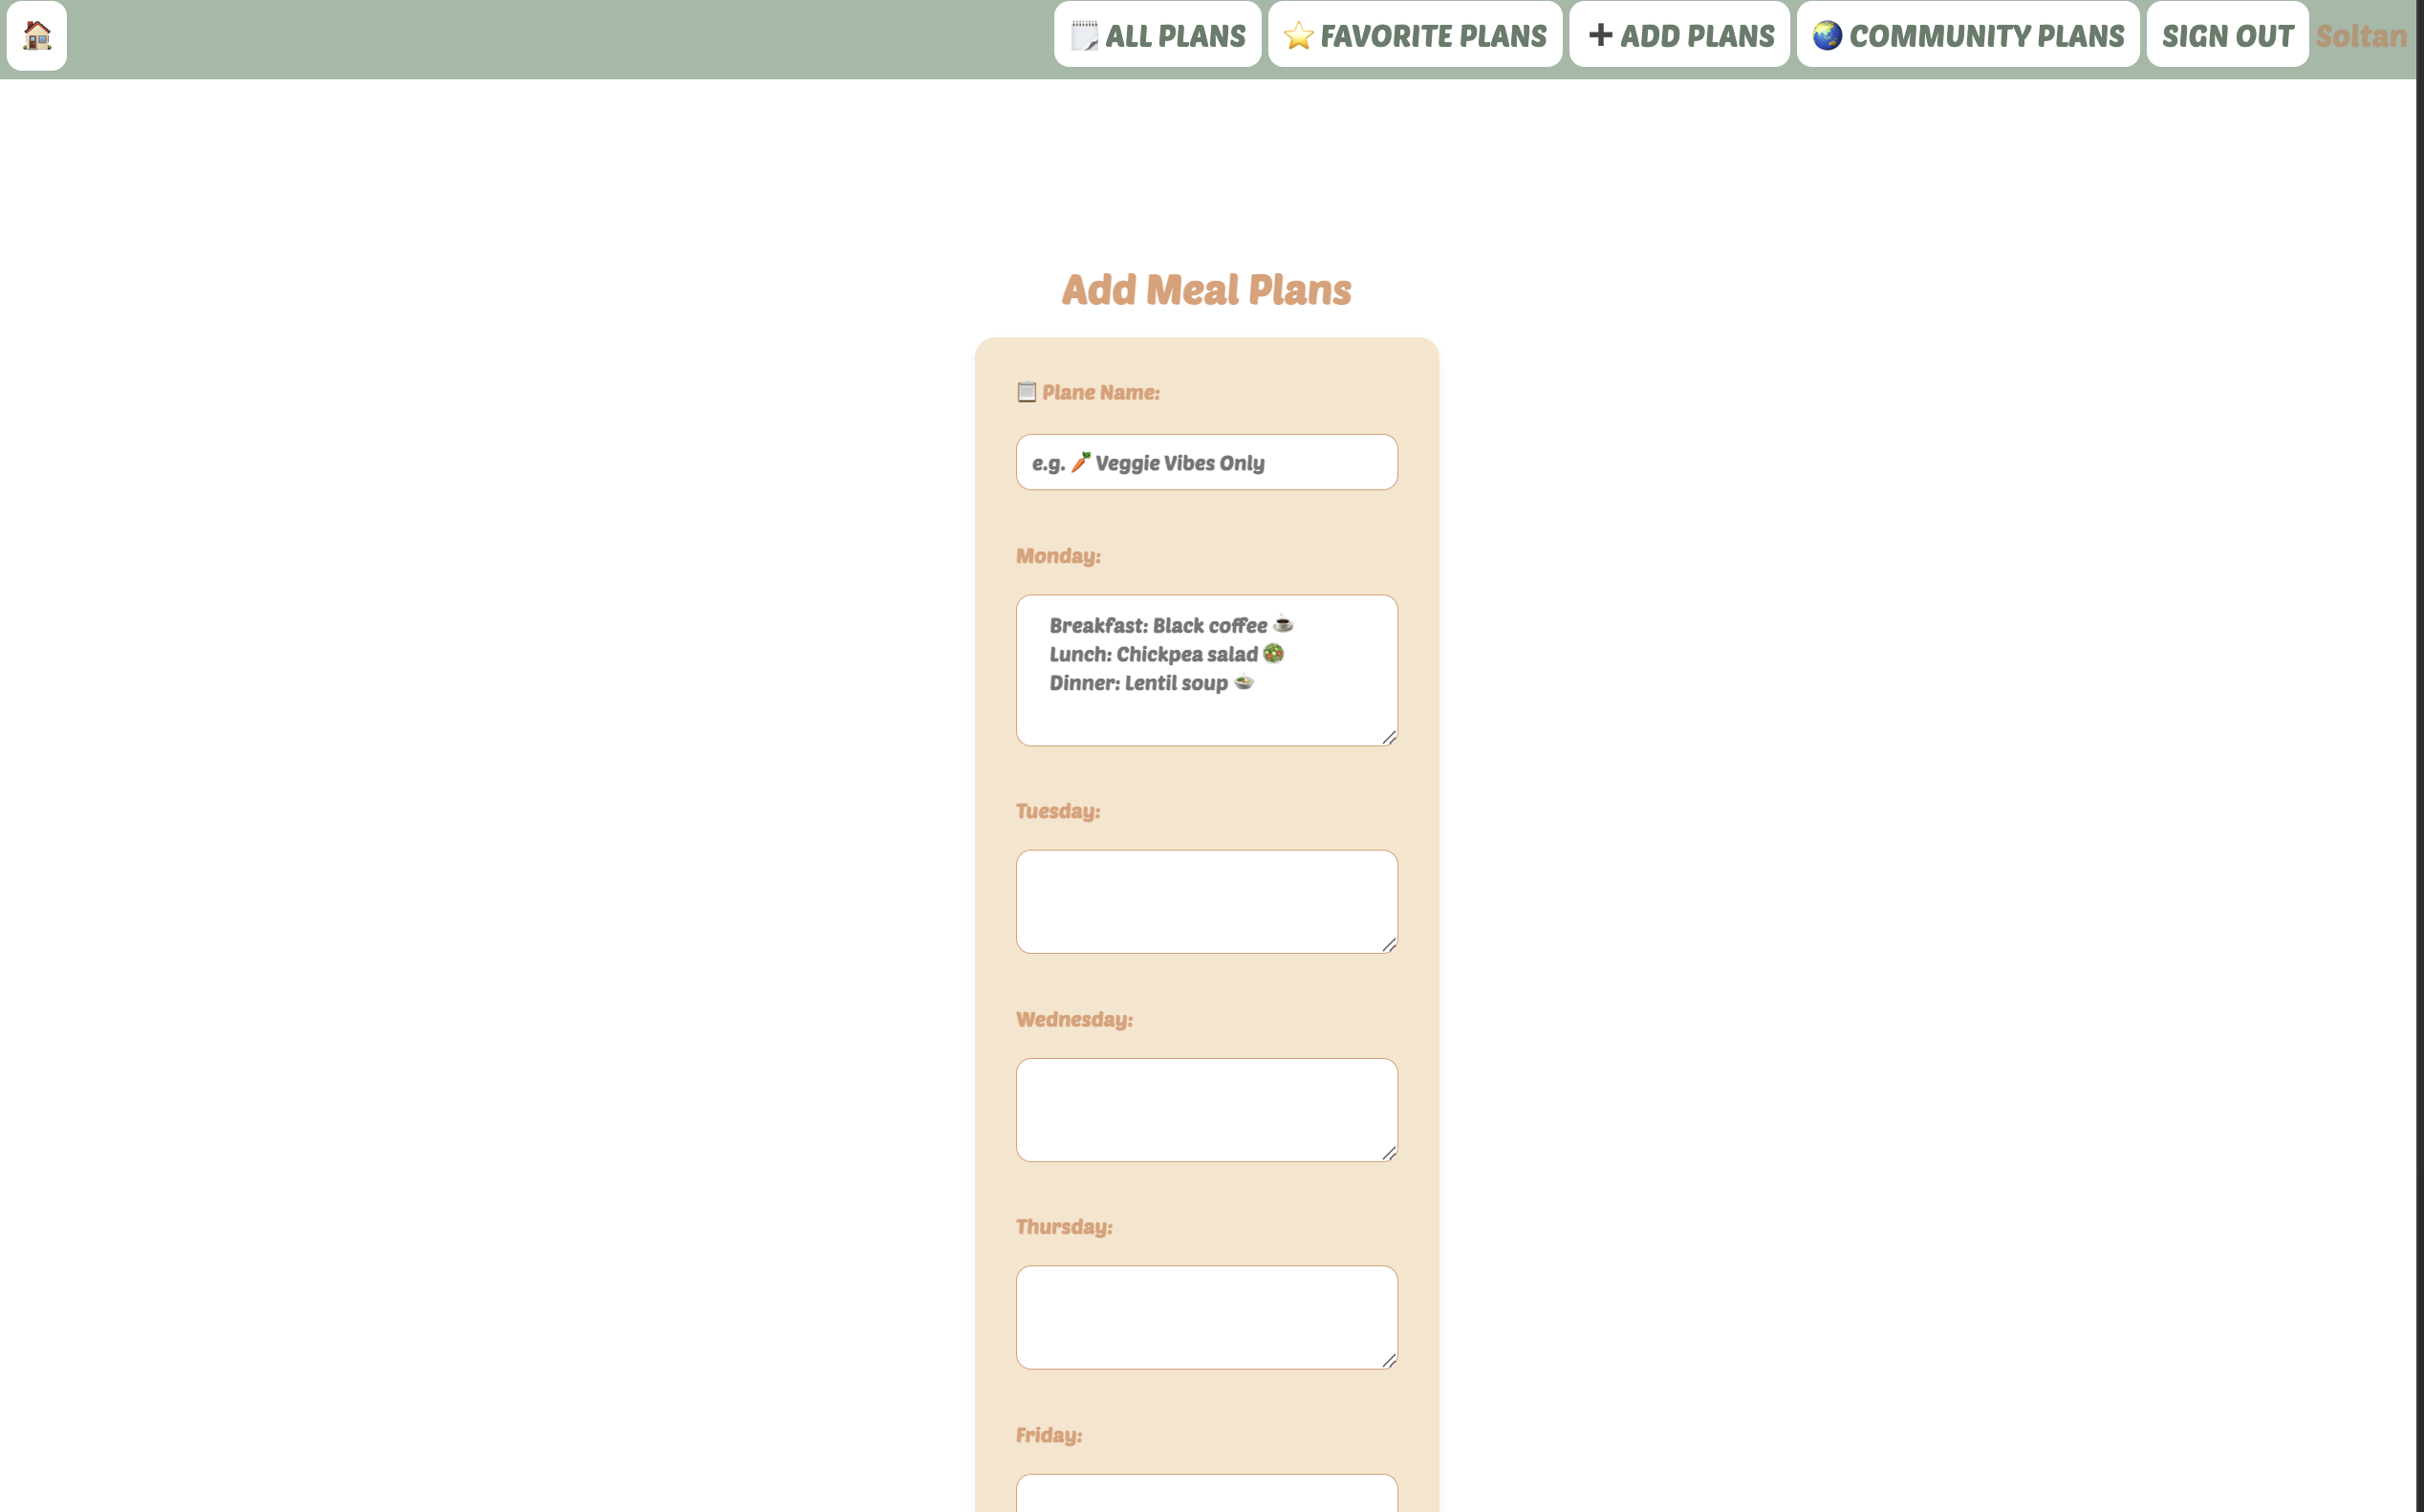 🏠 🗒️ ALL PLANS ⭐ FAVORITE PLANS ➕ ADD PLANS 🌏 COMMUNITY PLANS SIGN OUT Soltan
Add Meal Plans
📋 Plane Name:
e.g. 🥕 Veggie Vibes Only
Monday:
Breakfast: Black coffee ☕
Lunch: Chickpea salad 🥗
Dinner: Lentil soup 🍲
Tuesday:
Wednesday:
Thursday:
Friday: